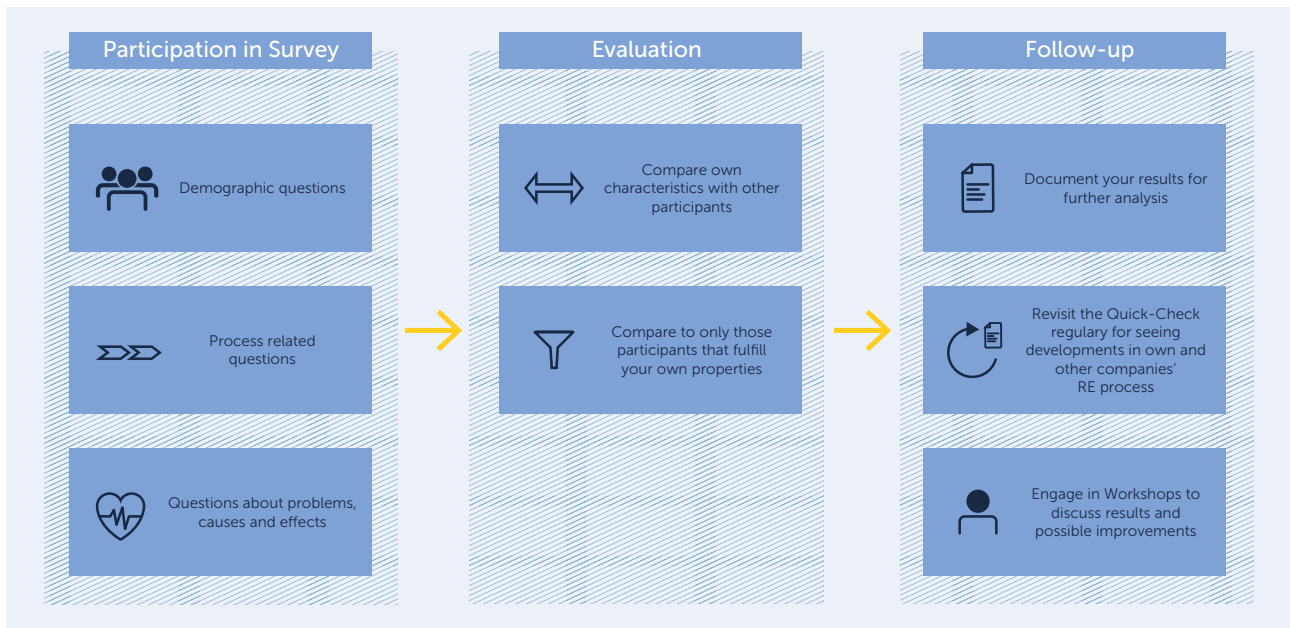 Participation in Survey
Demographic questions
Process related
questions
Questions about problems,
causes and effects
Evaluation
Compare own
characteristics with other
participants
Compare to only those
participants that fulfill
your own properties
Follow-up
Document your results for
further analysis
Revisit the Quick-Check
regulary for seeing
developments in own and
other companies’
RE process
Engage in Workshops to
discuss results and
possible improvements